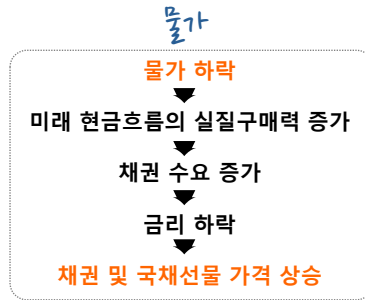 물가
물가 하락
미래 현금흐름의 실질구매력 증가
채권 수요 증가
금리 하락
채권 및 국채선물 가격 상승